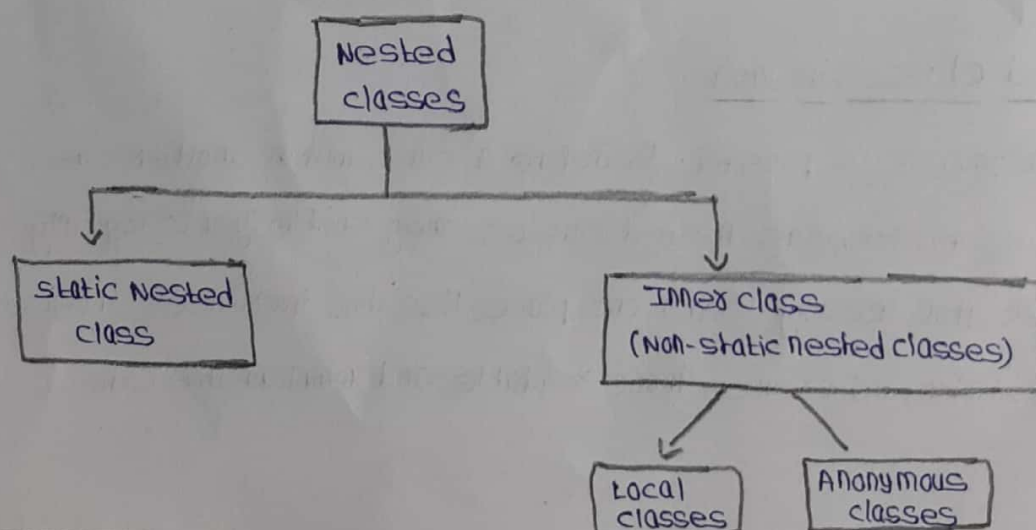 Nested
classes
static Nested
class
Inner class
(Non-static nested classes)
Local
classes
Anonymous
classes